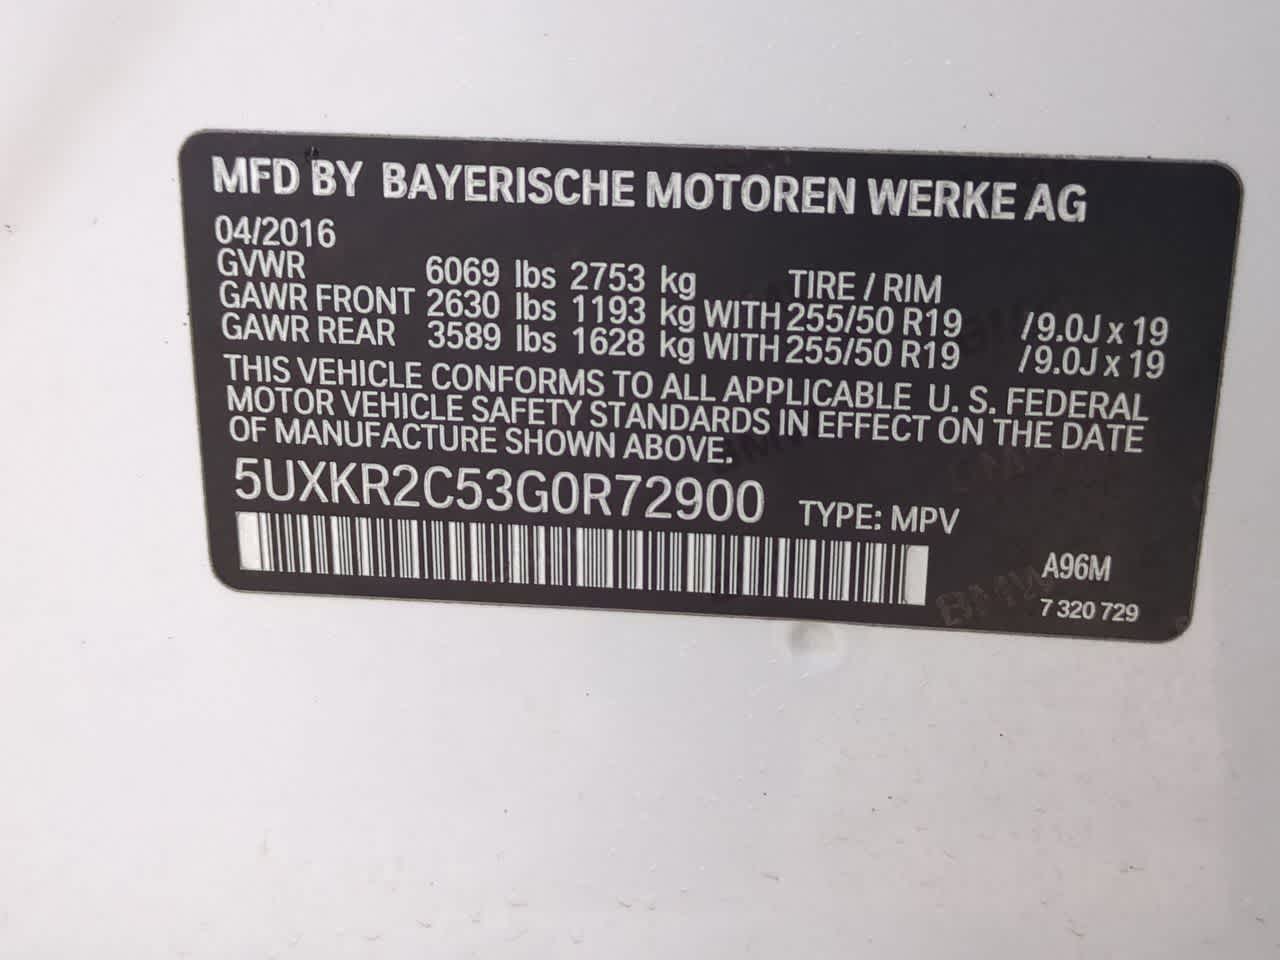 MFD BY BAYERISCHE MOTOREN WERKE AG
04/2016
GVWR 6069 lbs 2753 kg TIRE / RIM
GAWR FRONT 2630 lbs 1193 kg WITH 255/50 R19 /9.0J x 19
GAWR REAR 3589 lbs 1628 kg WITH 255/50 R19 /9.0J x 19
THIS VEHICLE CONFORMS TO ALL APPLICABLE U. S. FEDERAL
MOTOR VEHICLE SAFETY STANDARDS IN EFFECT ON THE DATE
OF MANUFACTURE SHOWN ABOVE.
5UXKR2C53G0R72900 TYPE: MPV
A96M
BMW
7 320 729